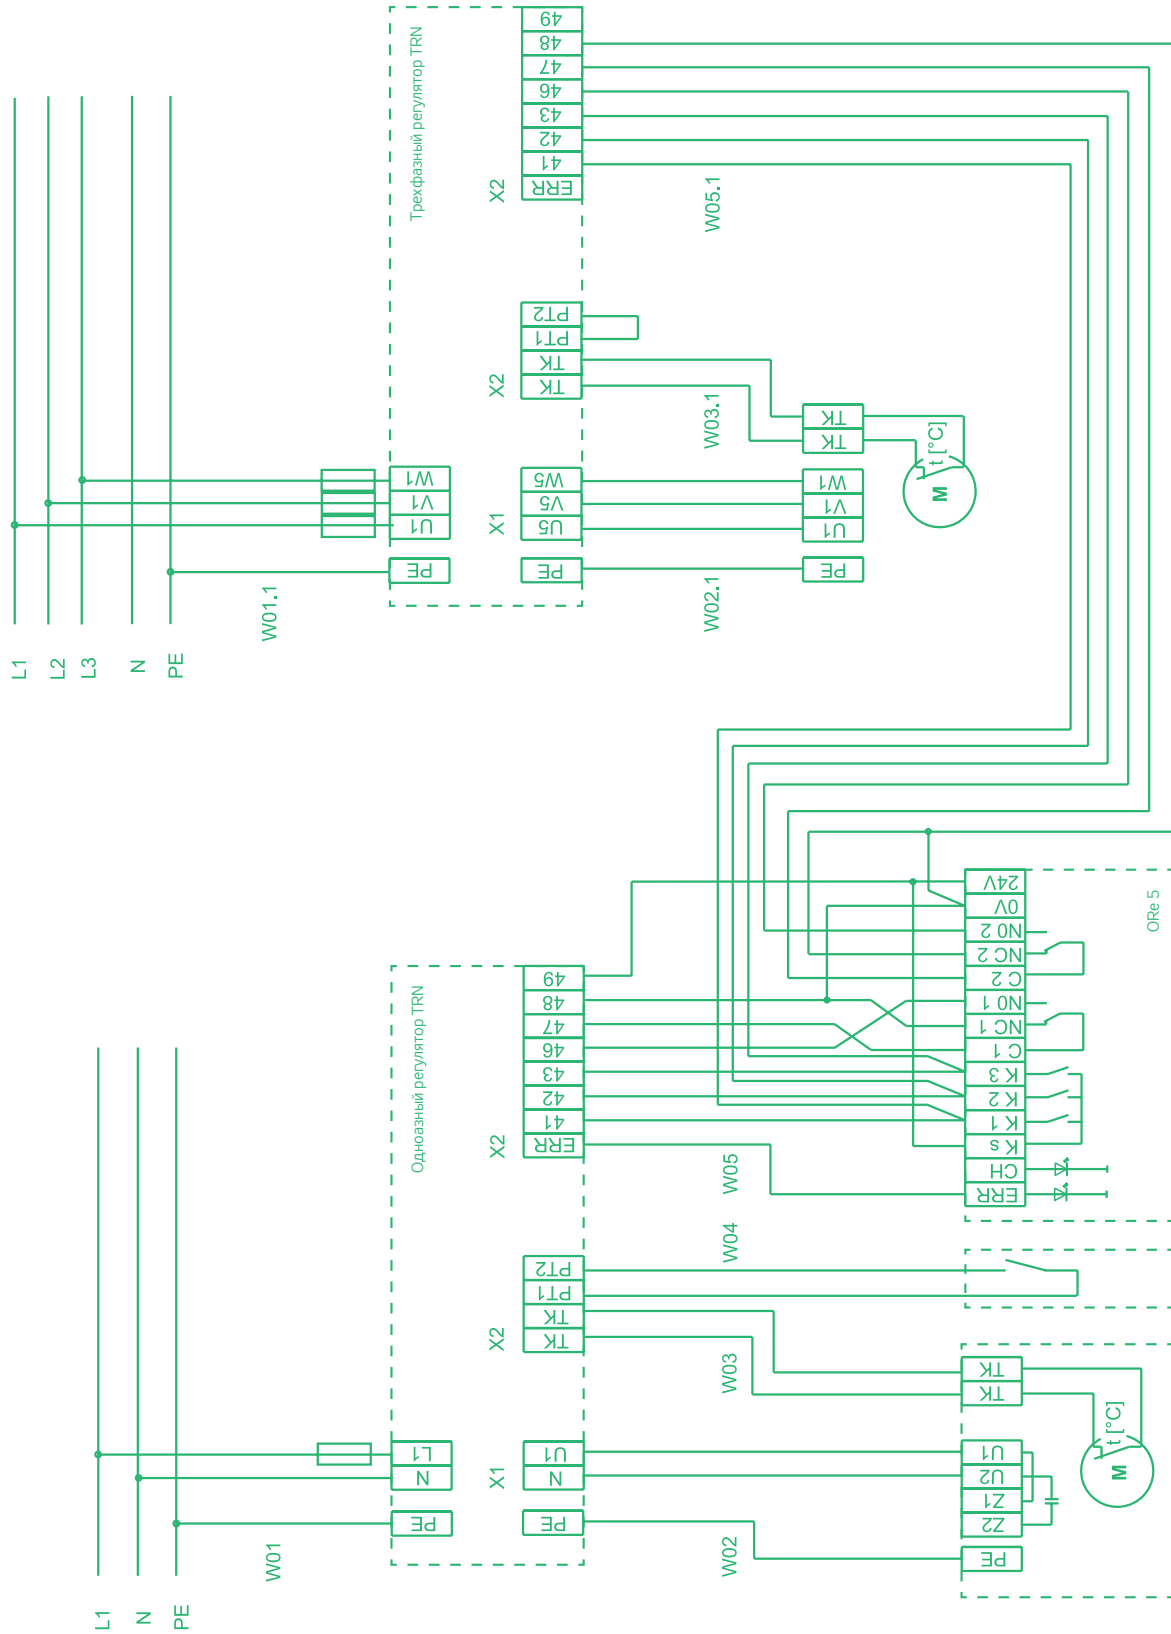 49
48
47
46
43
42
41
ERR
X2
Трехфазный регулятор TRN
W05.1
PT2
PT1
TK
TK
X2
W03.1
TK
TK
t [°C]
M
W1
V1
U1
W5
V5
U5
X1
W1
V1
U1
PE
PE
PE
W01.1
W02.1
L1
L2
L3
N
PE
24V
0V
N0 2
NC 2
C 2
N0 1
NC 1
C 1
K 3
K 2
K 1
K s
CH
ERR
ORe 5
49
48
47
46
43
42
41
ERR
X2
Одноазный регулятор TRN
W05
W04
PT2
PT1
TK
TK
X2
W03
TK
TK
t [°C]
M
L1
N
U1
N
X1
U1
U2
Z1
Z2
PE
PE
PE
W01
W02
L1
N
PE